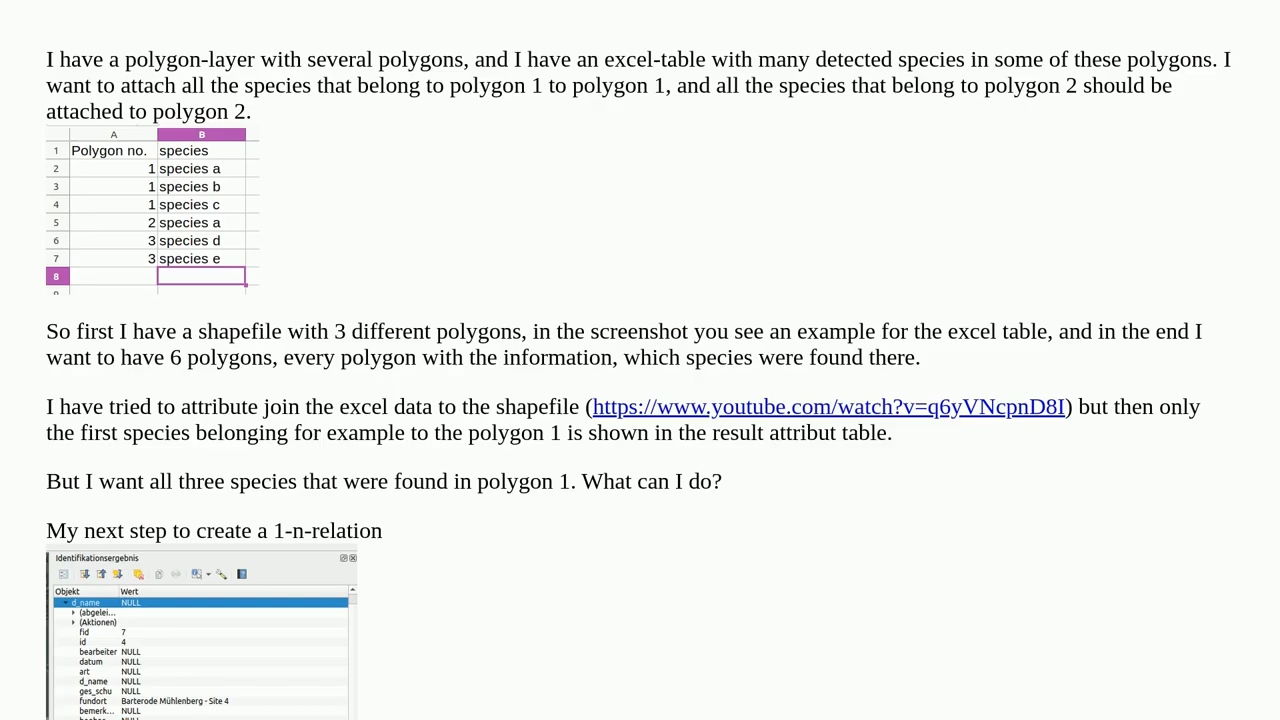 I have a polygon-layer with several polygons, and I have an excel-table with many detected species in some of these polygons. I
want to attach all the species that belong to polygon 1 to polygon 1, and all the species that belong to polygon 2 should be
attached to polygon 2.
A B
1 Polygon no. species
2 1 species a
3 1 species b
4 1 species c
5 2 species a
6 3 species d
7 3 species e
8
So first I have a shapefile with 3 different polygons, in the screenshot you see an example for the excel table, and in the end I
want to have 6 polygons, every polygon with the information, which species were found there.
I have tried to attribute join the excel data to the shapefile (https://www.youtube.com/watch?v=q6yVNcpnD8I) but then only
the first species belonging for example to the polygon 1 is shown in the result attribut table.
But I want all three species that were found in polygon 1. What can I do?
My next step to create a 1-n-relation
Identifikationsergebnis
Objekt Wert
d_name NULL
(abgelei...
(Aktionen)
fid 7
id 4
bearbeiter NULL
datum NULL
art NULL
d_name NULL
ges_schu NULL
fundort Barterode Mühlenberg - Site 4
bemerk... NULL